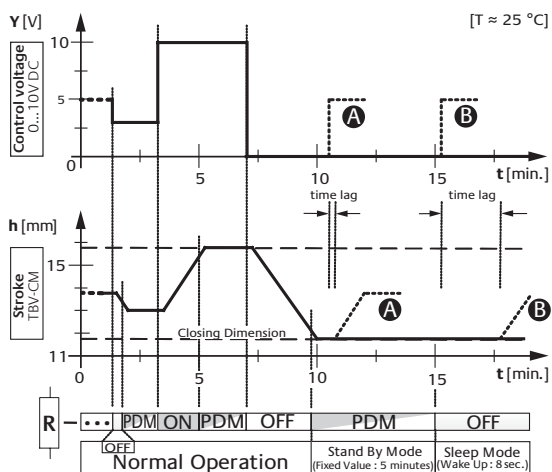 Y [V]
[T ≈ 25 °C]
Control voltage
0...10V DC
10
5
0
A
B
5
10
15
t [min.]
time lag
time lag
h [mm]
Stroke
TBV-CM
15
11
Closing Dimension
A
B
0
5
10
15
t [min.]
R
PDM ON PDM OFF PDM OFF
OFF
Normal Operation
Stand By Mode
(Fixed Value : 5 minutes)
Sleep Mode
(Wake Up : 8 sec.)